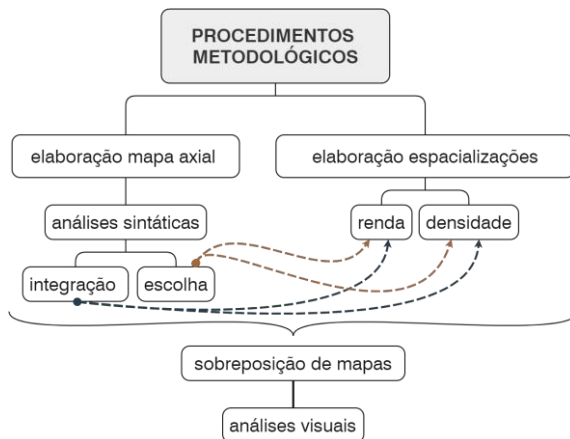 PROCEDIMENTOS
METODOLÓGICOS
elaboração mapa axial
elaboração espacializações
análises sintáticas
renda
densidade
integração
escolha
sobreposição de mapas
análises visuais